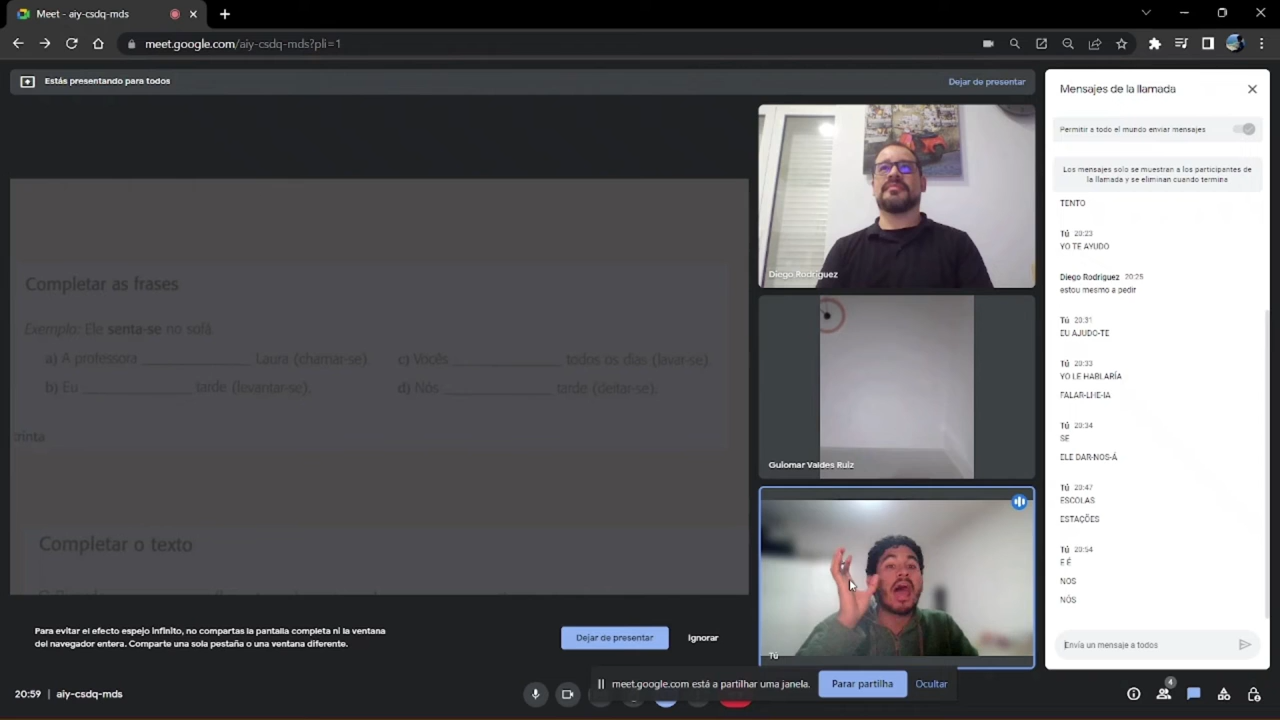 Meet - aiy-csdq-mds
meet.google.com/aiy-csdq-mds?pli=1
Estás presentando para todos
Dejar de presentar
Completar as frases
Exemplo: Ele senta-se no sofá.
a) A professora ____________ Laura (chamar-se).
c) Vocês ____________ todos os dias (lavar-se).
b) Eu ____________ tarde (levantar-se).
d) Nós ____________ tarde (deitar-se).
trinta
Completar o texto
Para evitar el efecto espejo infinito, no compartas la pantalla completa ni la ventana
del navegador entera. Comparte una sola pestaña o una ventana diferente.
Dejar de presentar
Ignorar
Diego Rodriguez
Guiomar Valdes Ruiz
Tú
Mensajes de la llamada
Permitir a todo el mundo enviar mensajes
Los mensajes solo se muestran a los participantes de
la llamada y se eliminan cuando termina
TENTO
Tú 20:23
YO TE AYUDO
Diego Rodriguez 20:25
estou mesmo a pedir
Tú 20:31
EU AJUDO-TE
Tú 20:33
YO LE HABLARÍA
FALAR-LHE-IA
Tú 20:34
SE
ELE DAR-NOS-Á
Tú 20:47
ESCOLAS
ESTAÇÕES
Tú 20:54
E É
NOS
NÓS
Envía un mensaje a todos
meet.google.com está a partilhar uma janela.
Parar partilha
Ocultar
20:59 | aiy-csdq-mds
4